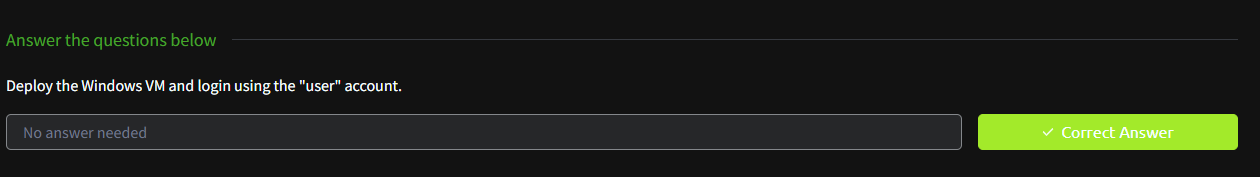 Answer the questions below
Deploy the Windows VM and login using the "user" account.
No answer needed
✓ Correct Answer